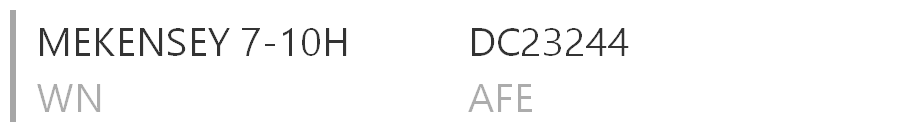 MEKENSEY 7-10H DC23244
WN AFE